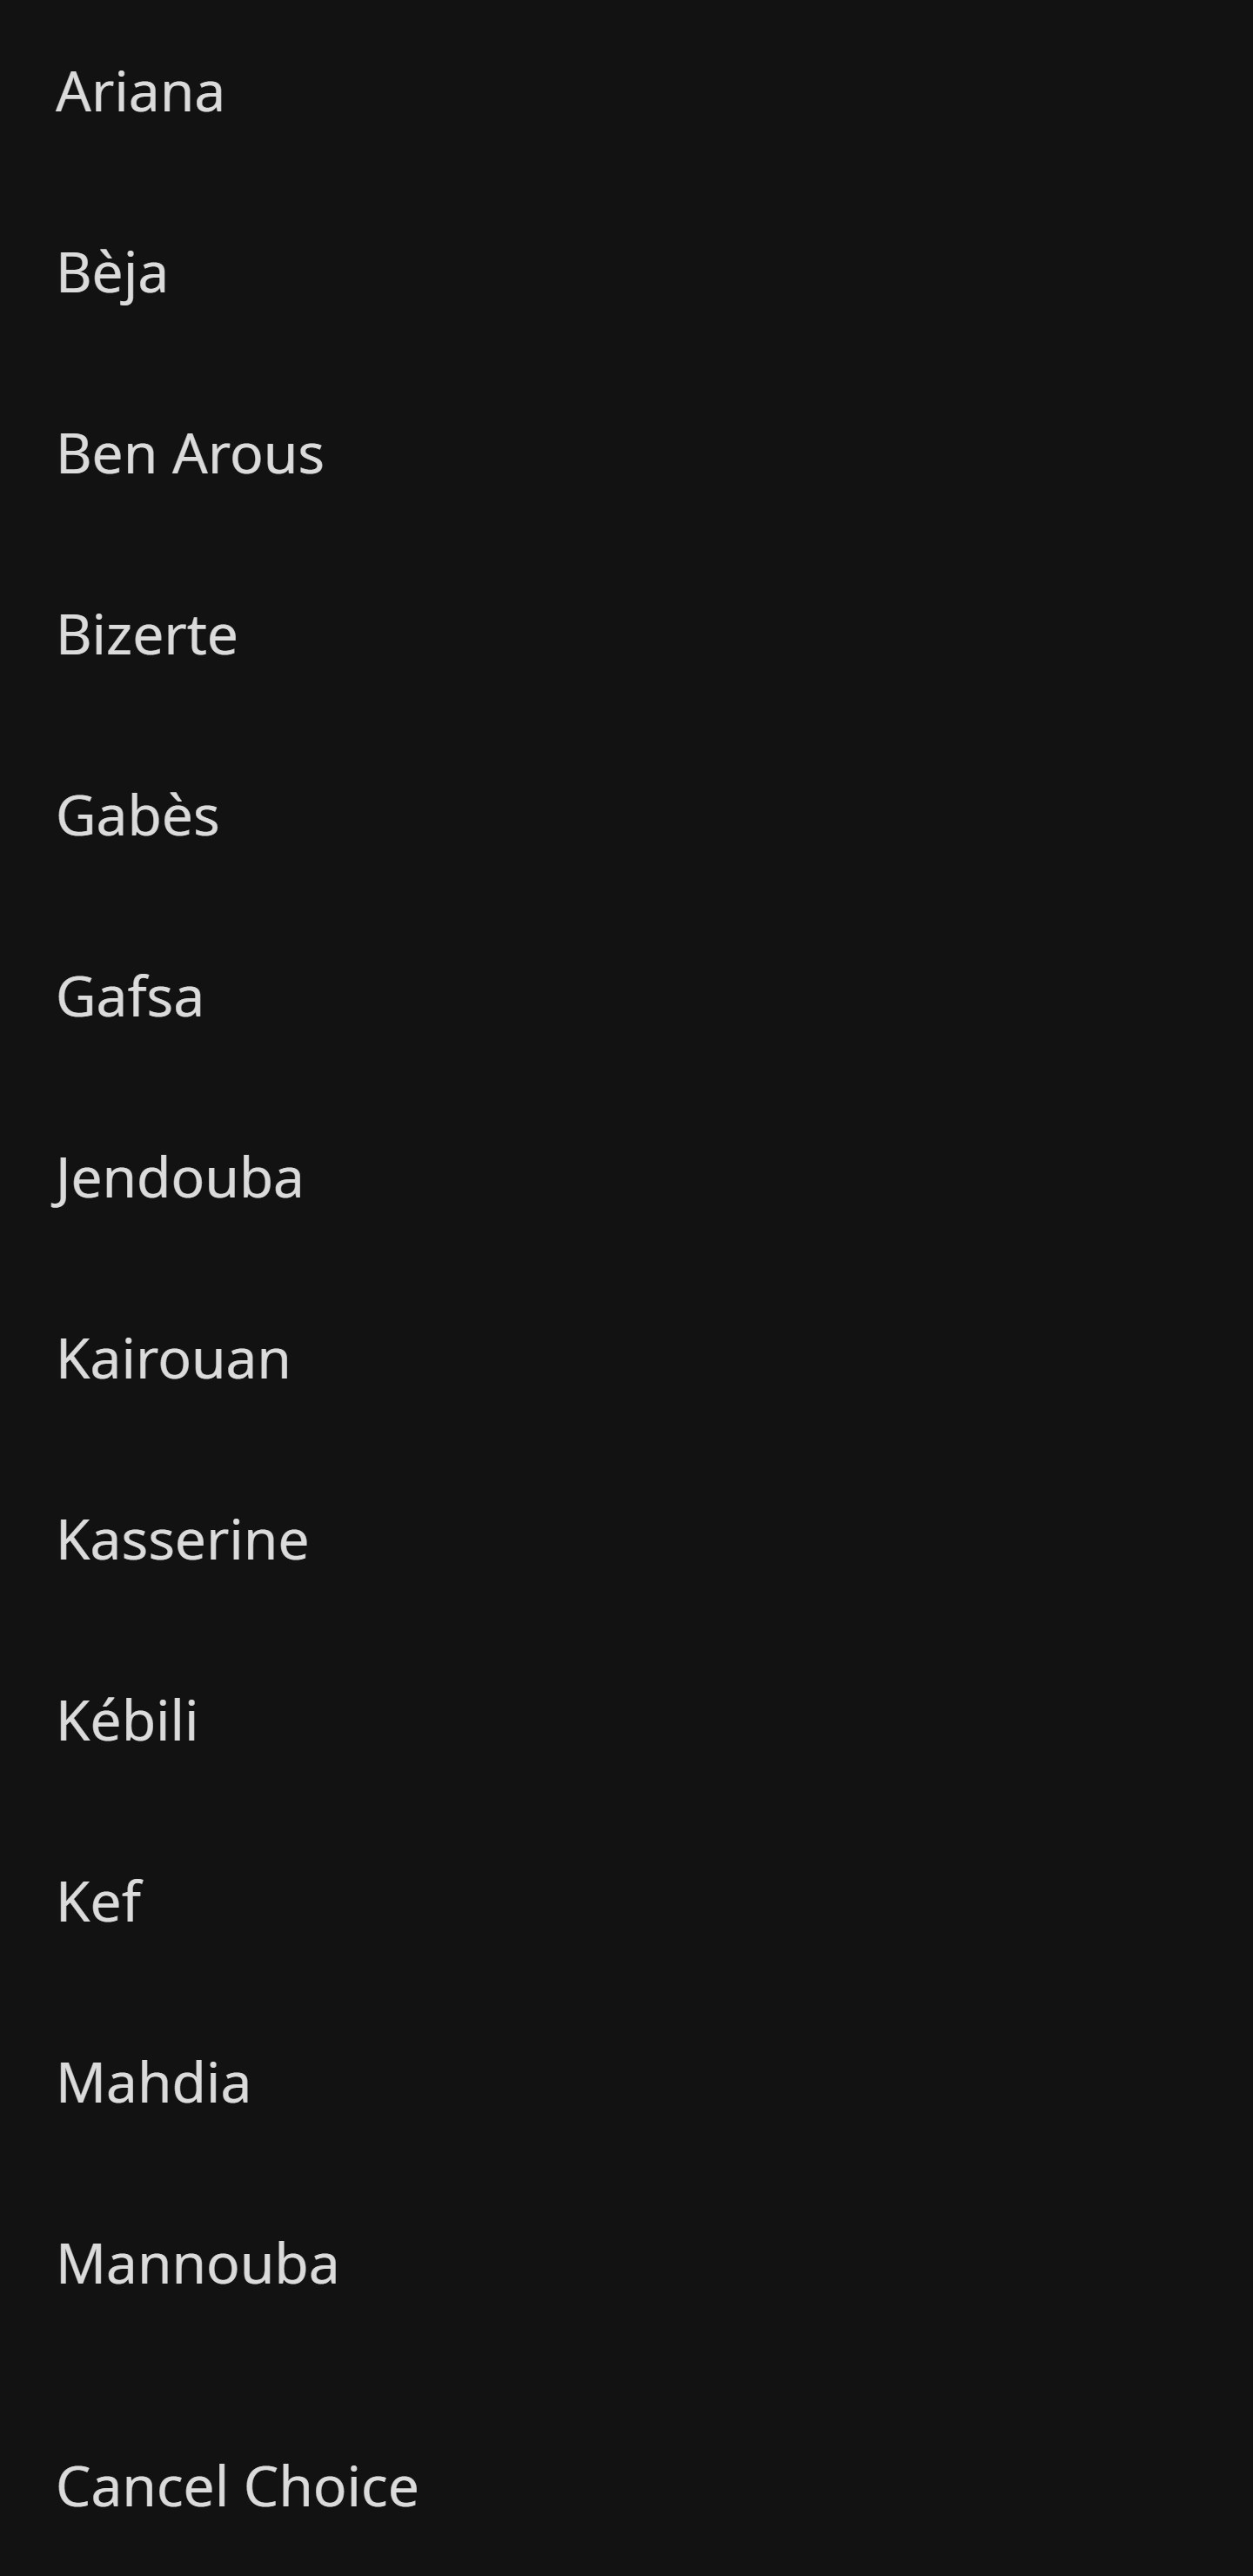 Ariana
Bèja
Ben Arous
Bizerte
Gabès
Gafsa
Jendouba
Kairouan
Kasserine
Kébili
Kef
Mahdia
Mannouba
Cancel Choice